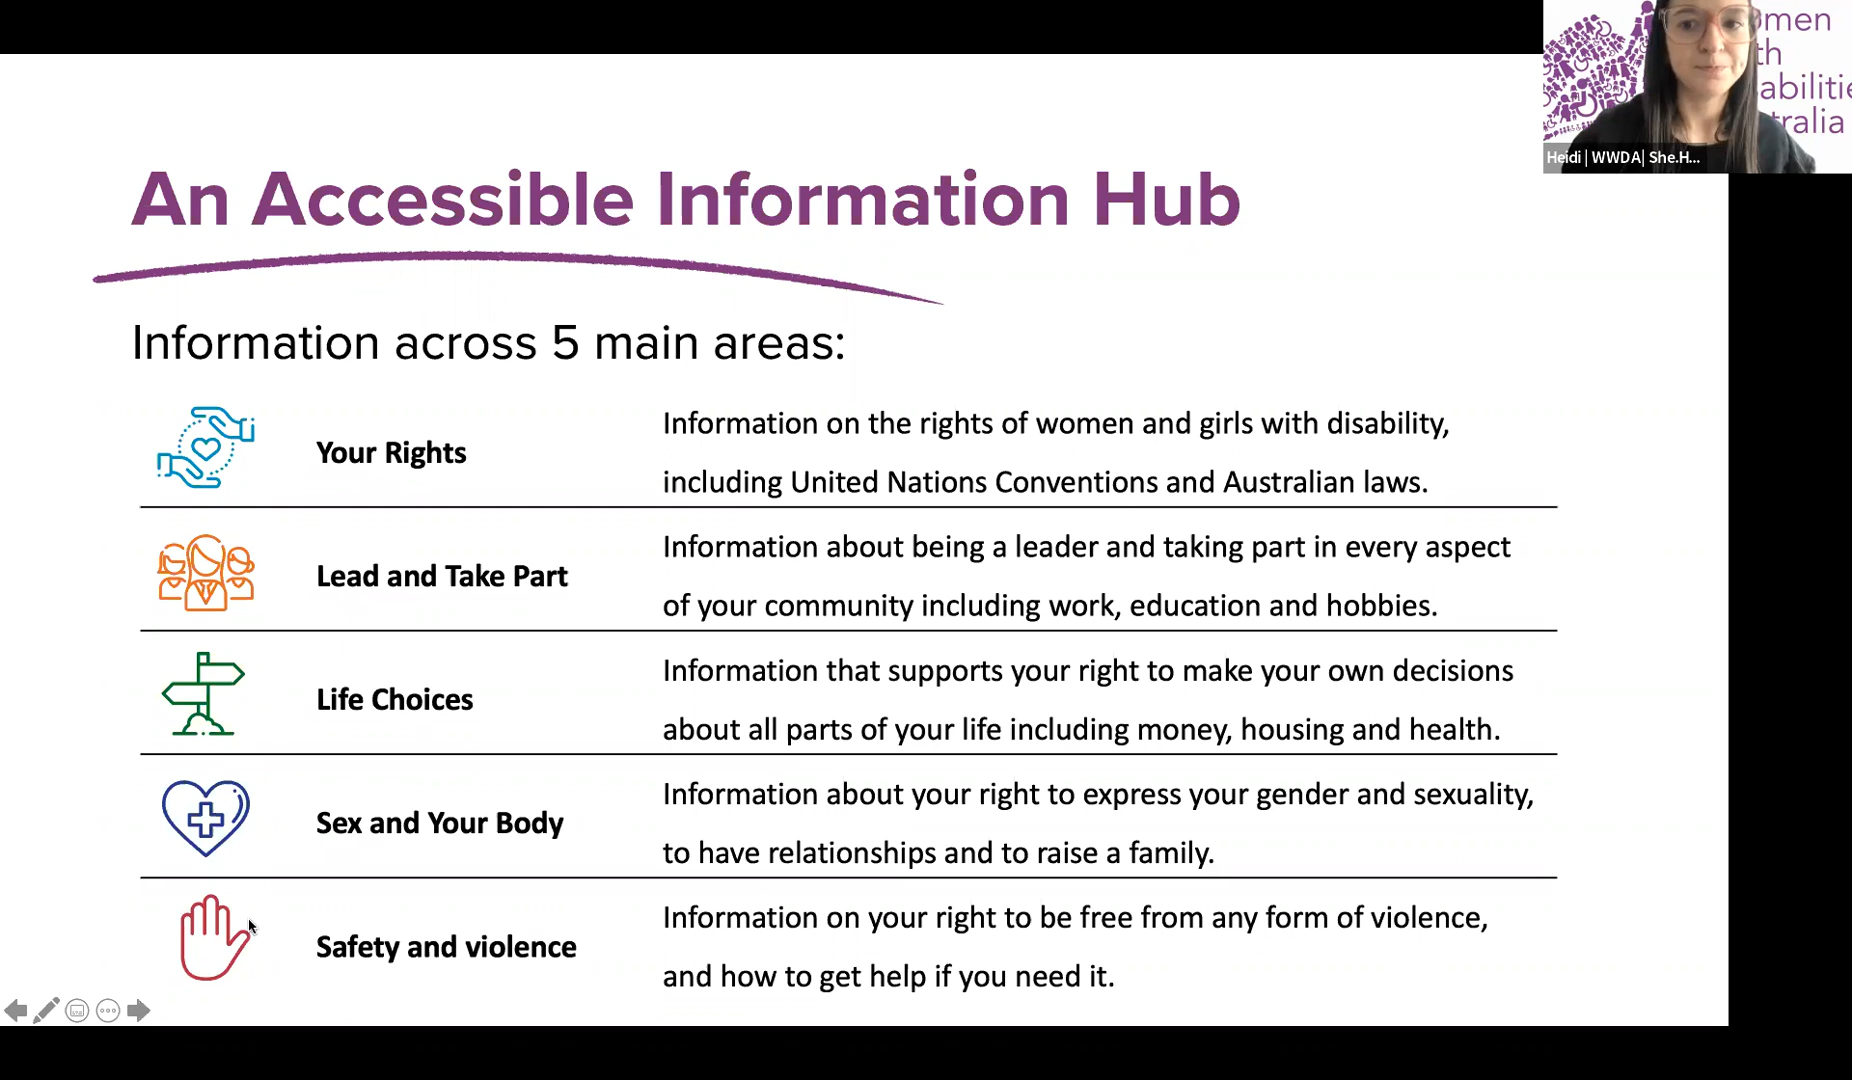 An Accessible Information Hub
Information across 5 main areas:
Your Rights
Information on the rights of women and girls with disability,
including United Nations Conventions and Australian laws.
Lead and Take Part
Information about being a leader and taking part in every aspect
of your community including work, education and hobbies.
Life Choices
Information that supports your right to make your own decisions
about all parts of your life including money, housing and health.
Sex and Your Body
Information about your right to express your gender and sexuality,
to have relationships and to raise a family.
Safety and violence
Information on your right to be free from any form of violence,
and how to get help if you need it.
omen
th
abilitie
tralia
Heidi | WWDA| She.H...